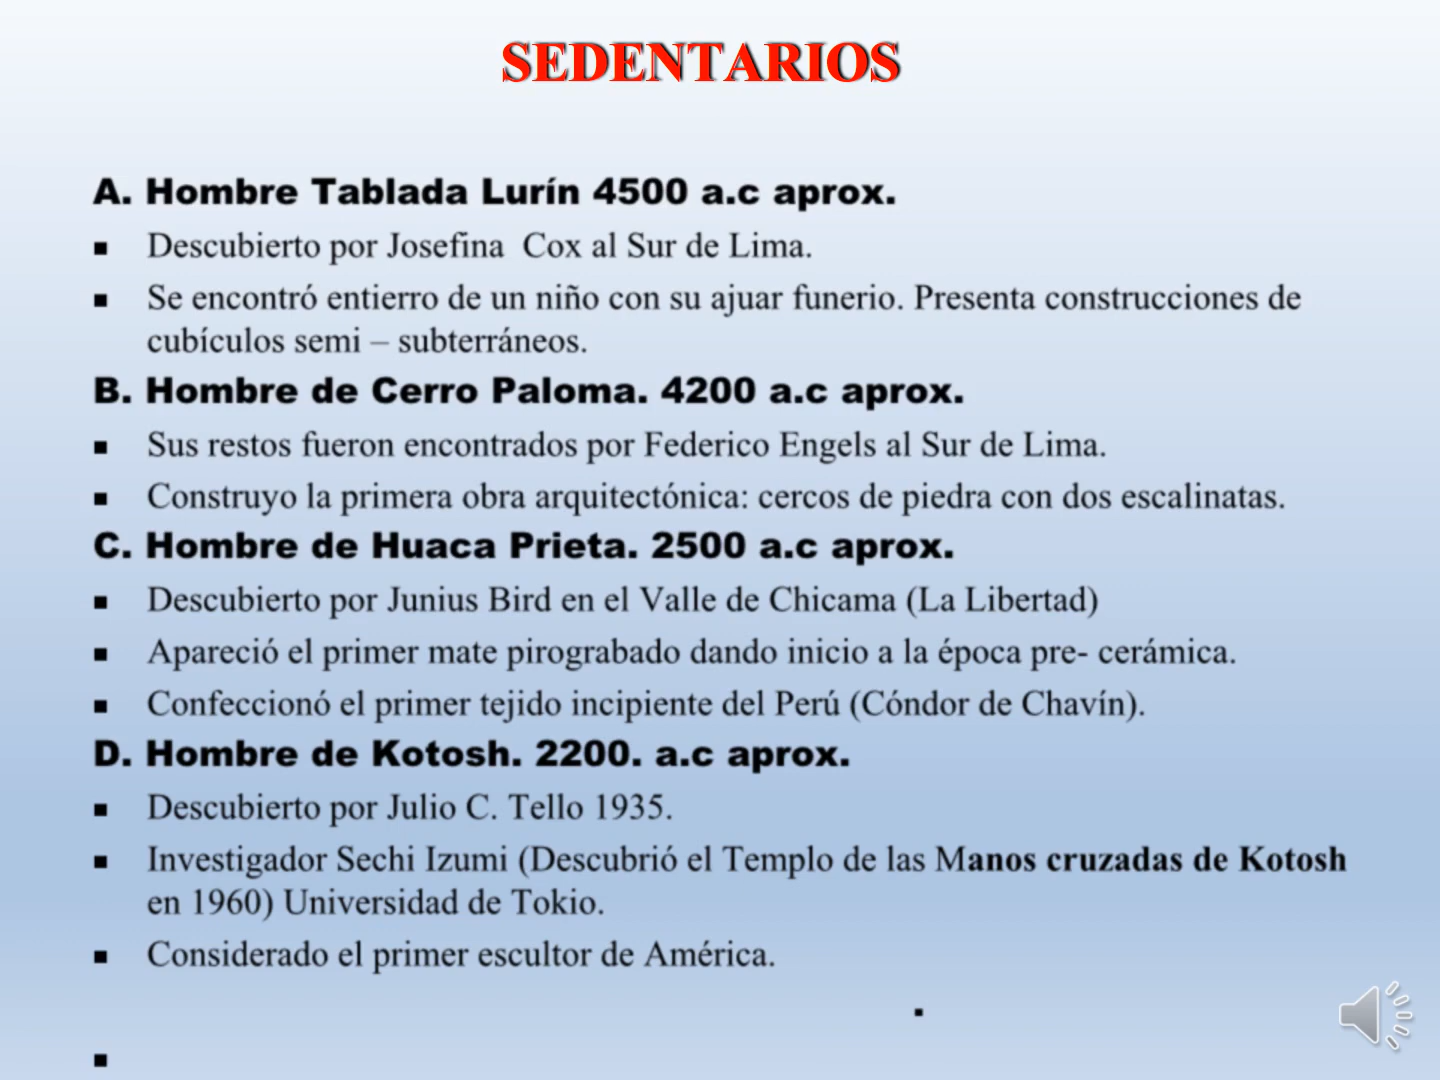 SEDENTARIOS
A. Hombre Tablada Lurín 4500 a.c aprox.
▪ Descubierto por Josefina Cox al Sur de Lima.
▪ Se encontró entierro de un niño con su ajuar funerio. Presenta construcciones de
cubículos semi – subterráneos.
B. Hombre de Cerro Paloma. 4200 a.c aprox.
▪ Sus restos fueron encontrados por Federico Engels al Sur de Lima.
▪ Construyo la primera obra arquitectónica: cercos de piedra con dos escalinatas.
C. Hombre de Huaca Prieta. 2500 a.c aprox.
▪ Descubierto por Junius Bird en el Valle de Chicama (La Libertad)
▪ Apareció el primer mate pirograbado dando inicio a la época pre- cerámica.
▪ Confeccionó el primer tejido incipiente del Perú (Cóndor de Chavín).
D. Hombre de Kotosh. 2200. a.c aprox.
▪ Descubierto por Julio C. Tello 1935.
▪ Investigador Sechi Izumi (Descubrió el Templo de las Manos cruzadas de Kotosh
en 1960) Universidad de Tokio.
▪ Considerado el primer escultor de América.